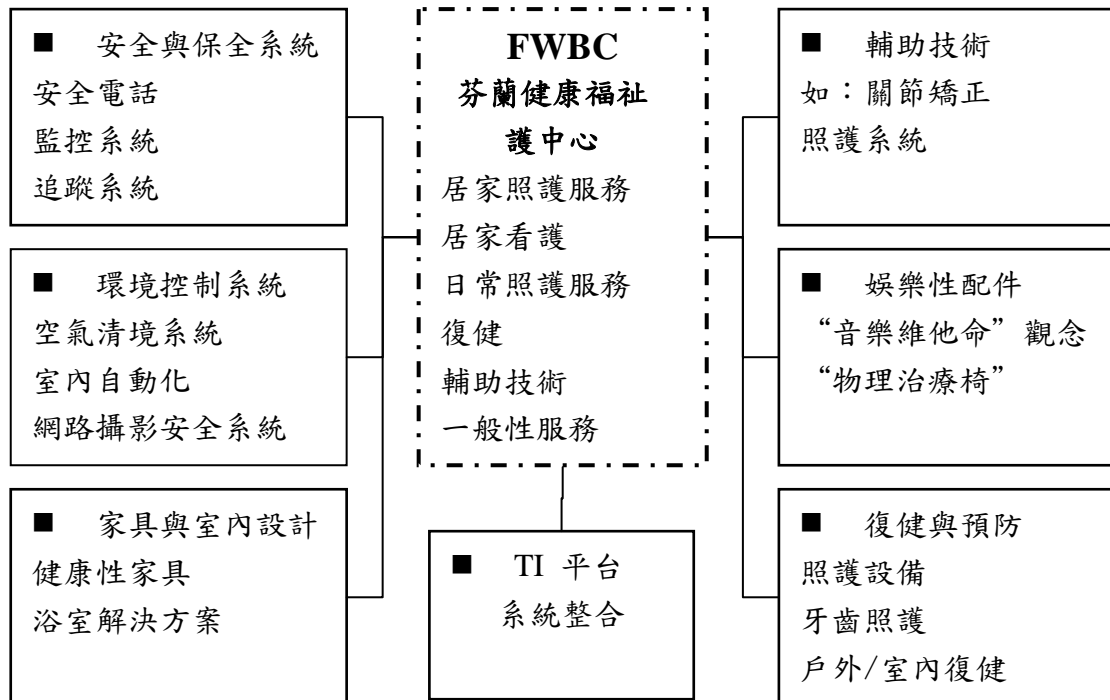 ■ 安全與保全系統
安全電話
監控系統
追蹤系統
■ 環境控制系統
空氣清境系統
室內自動化
網路攝影安全系統
■ 家具與室內設計
健康性家具
浴室解決方案
FWBC
芬蘭健康福祉
護中心
居家照護服務
居家看護
日常照護服務
復健
輔助技術
一般性服務
■ TI 平台
系統整合
■ 輔助技術
如：關節矯正
照護系統
■ 娛樂性配件
“音樂維他命”觀念
“物理治療椅”
■ 復健與預防
照護設備
牙齒照護
戶外/室內復健